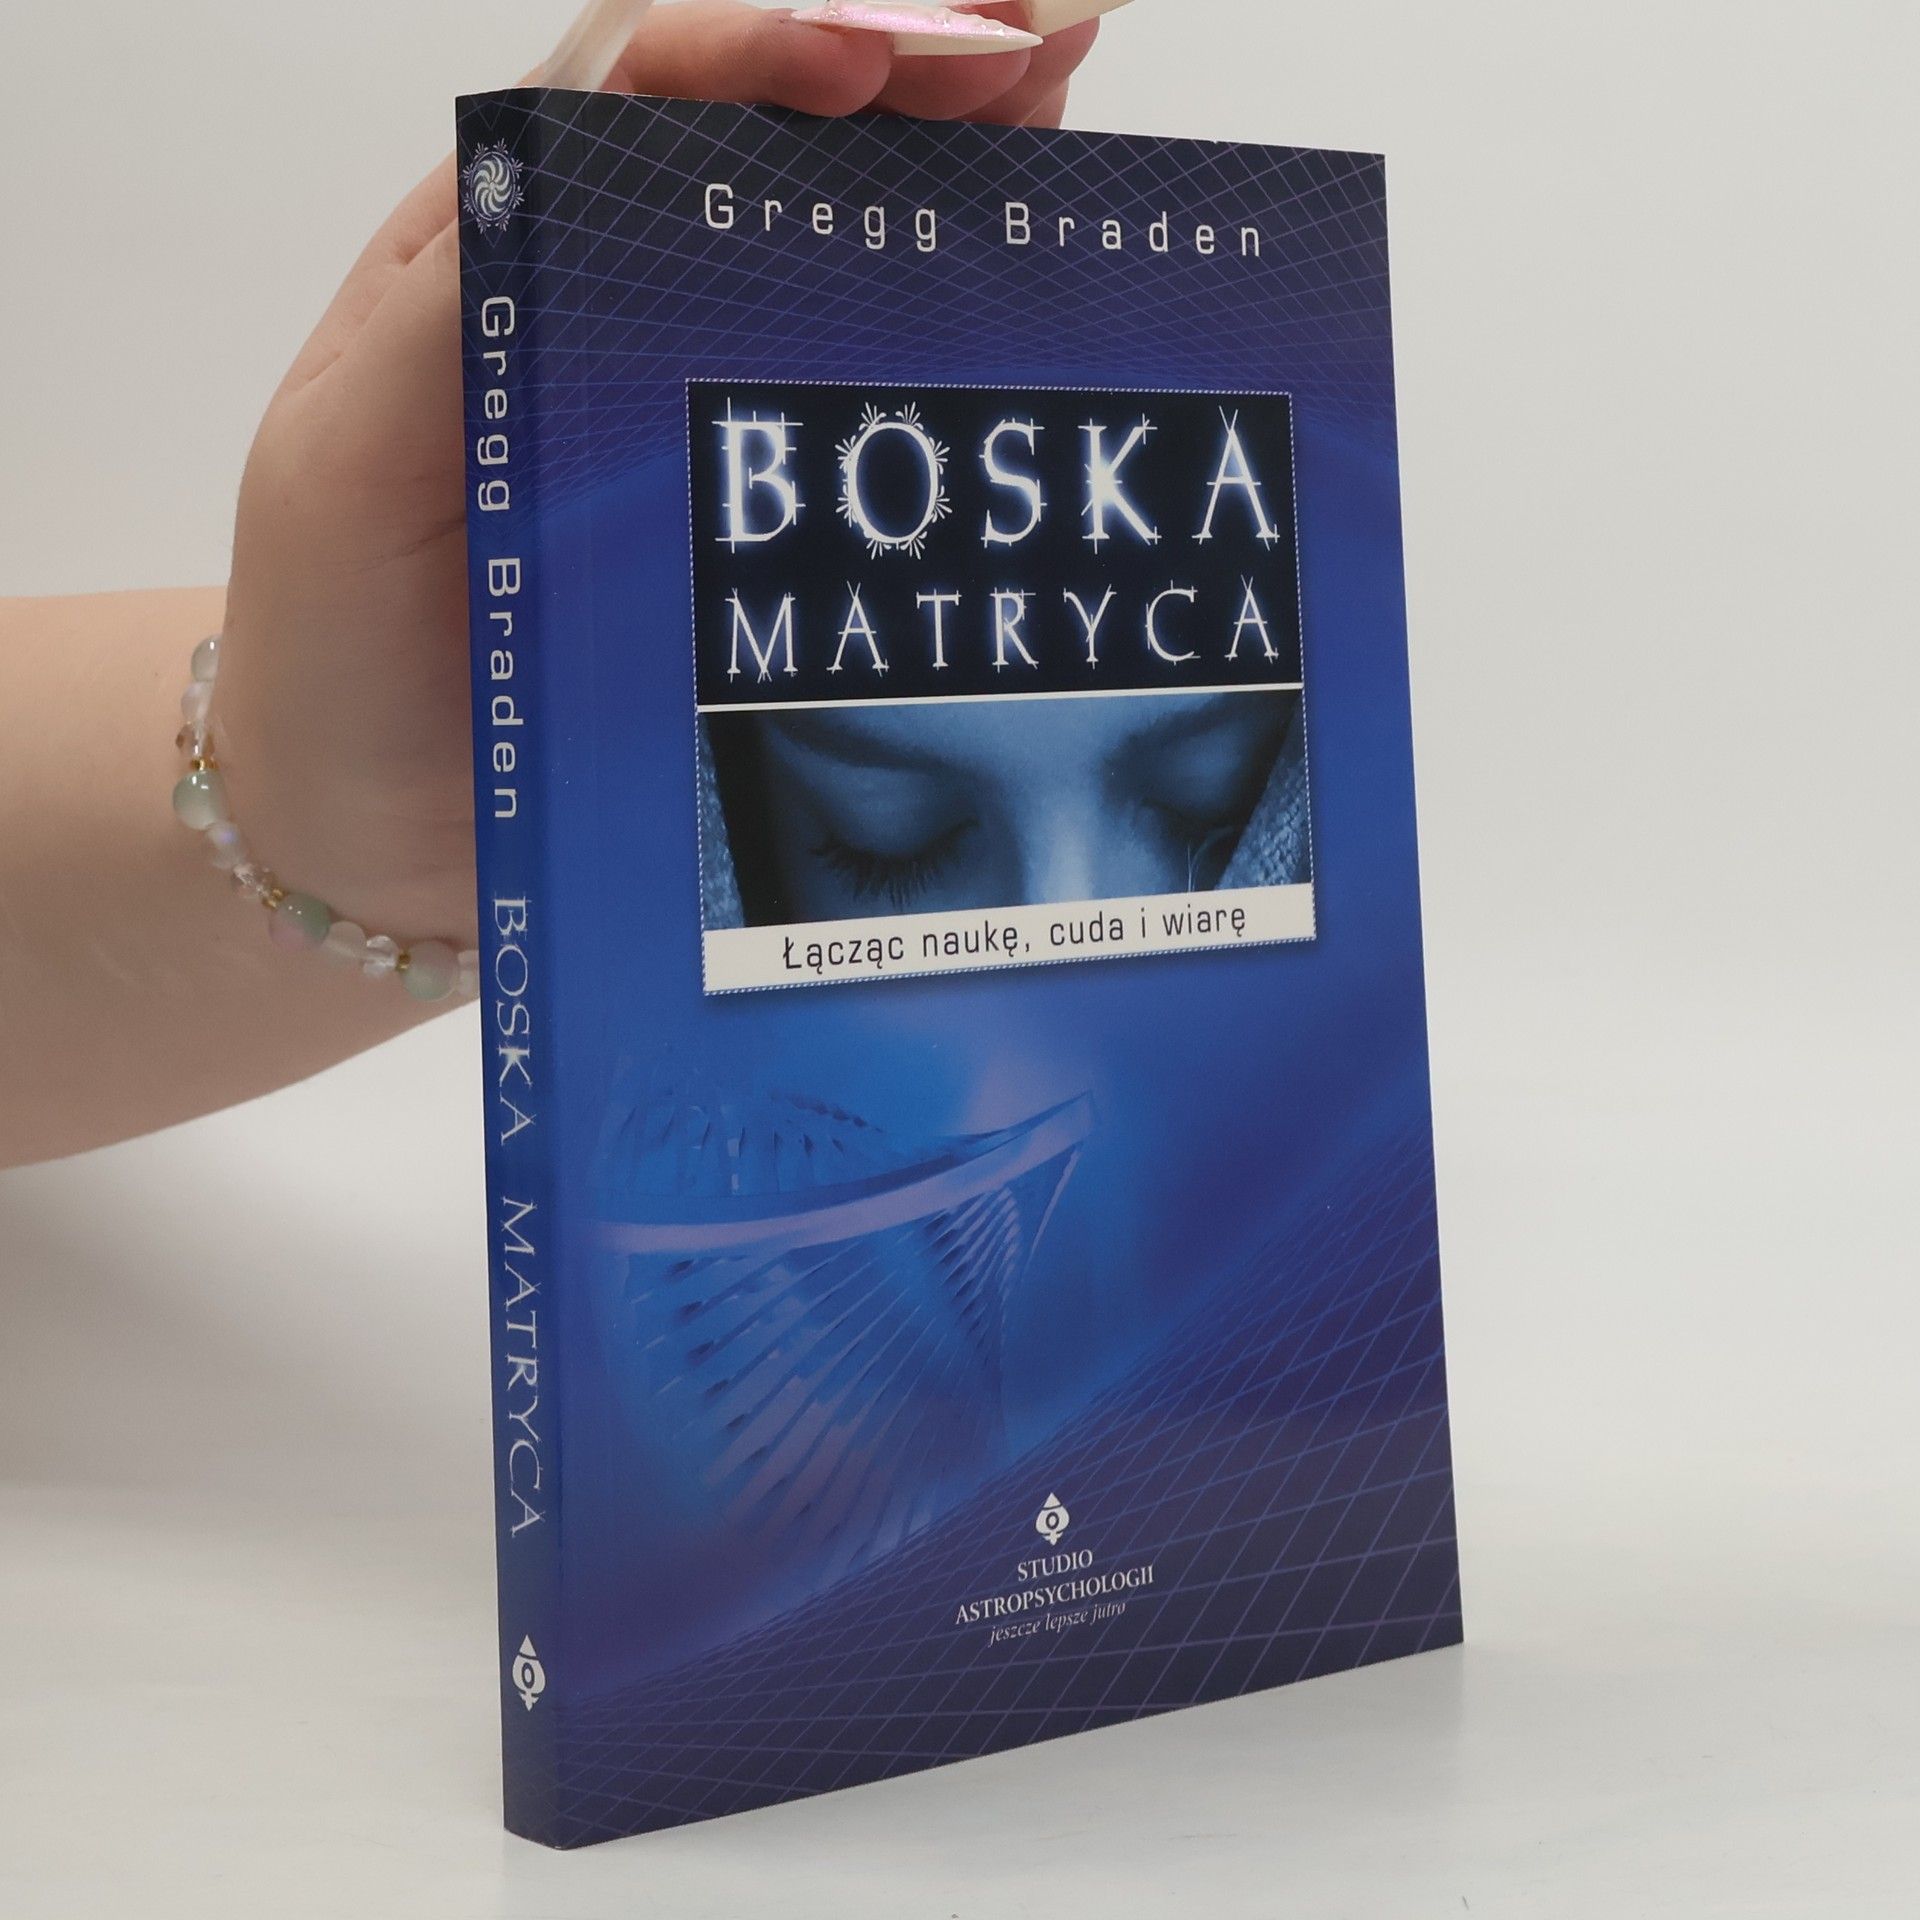 Gregg Braden
BOSKA
MATRYCA
Łącząc naukę, cuda i wiarę
STUDIO
ASTROPSYCHOLOGII
jeszcze lepsze jutro
Gregg Braden BOSKA MATRYCA